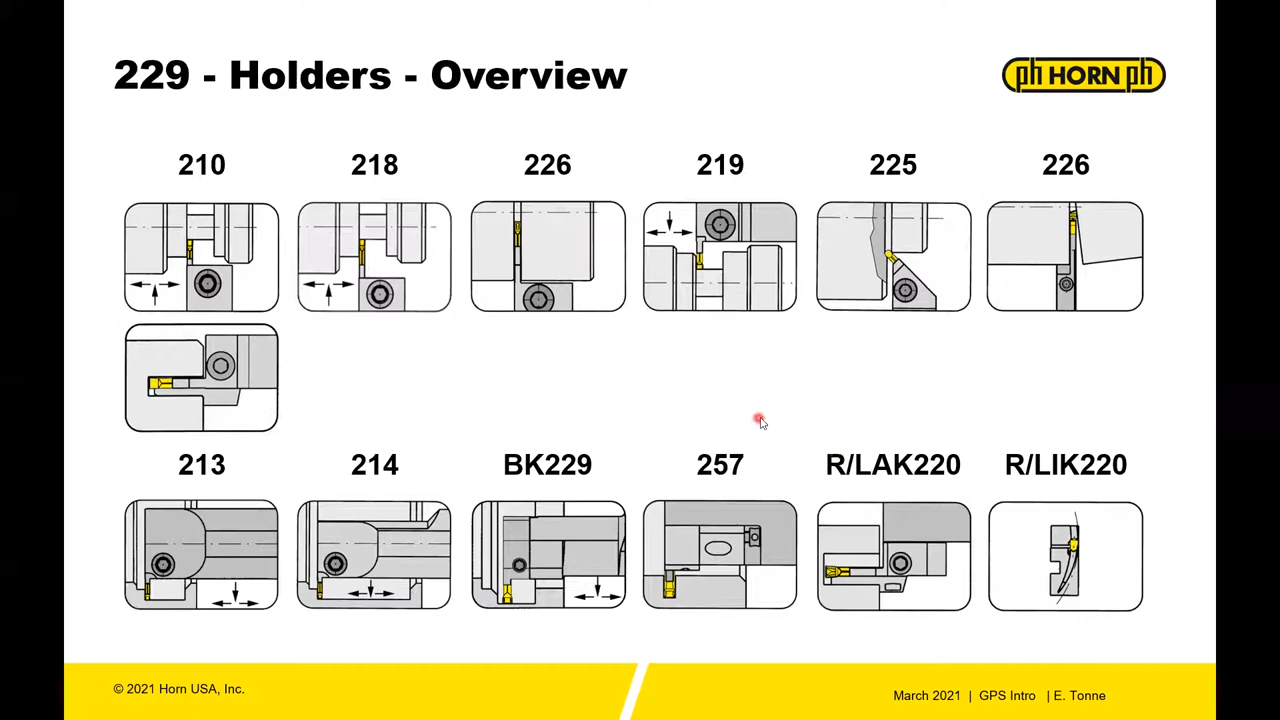 229 - Holders - Overview
ph HORN ph
210 218 226 219 225 226
213 214 BK229 257 R/LAK220 R/LIK220
© 2021 Horn USA, Inc.
March 2021 | GPS Intro | E. Tonne